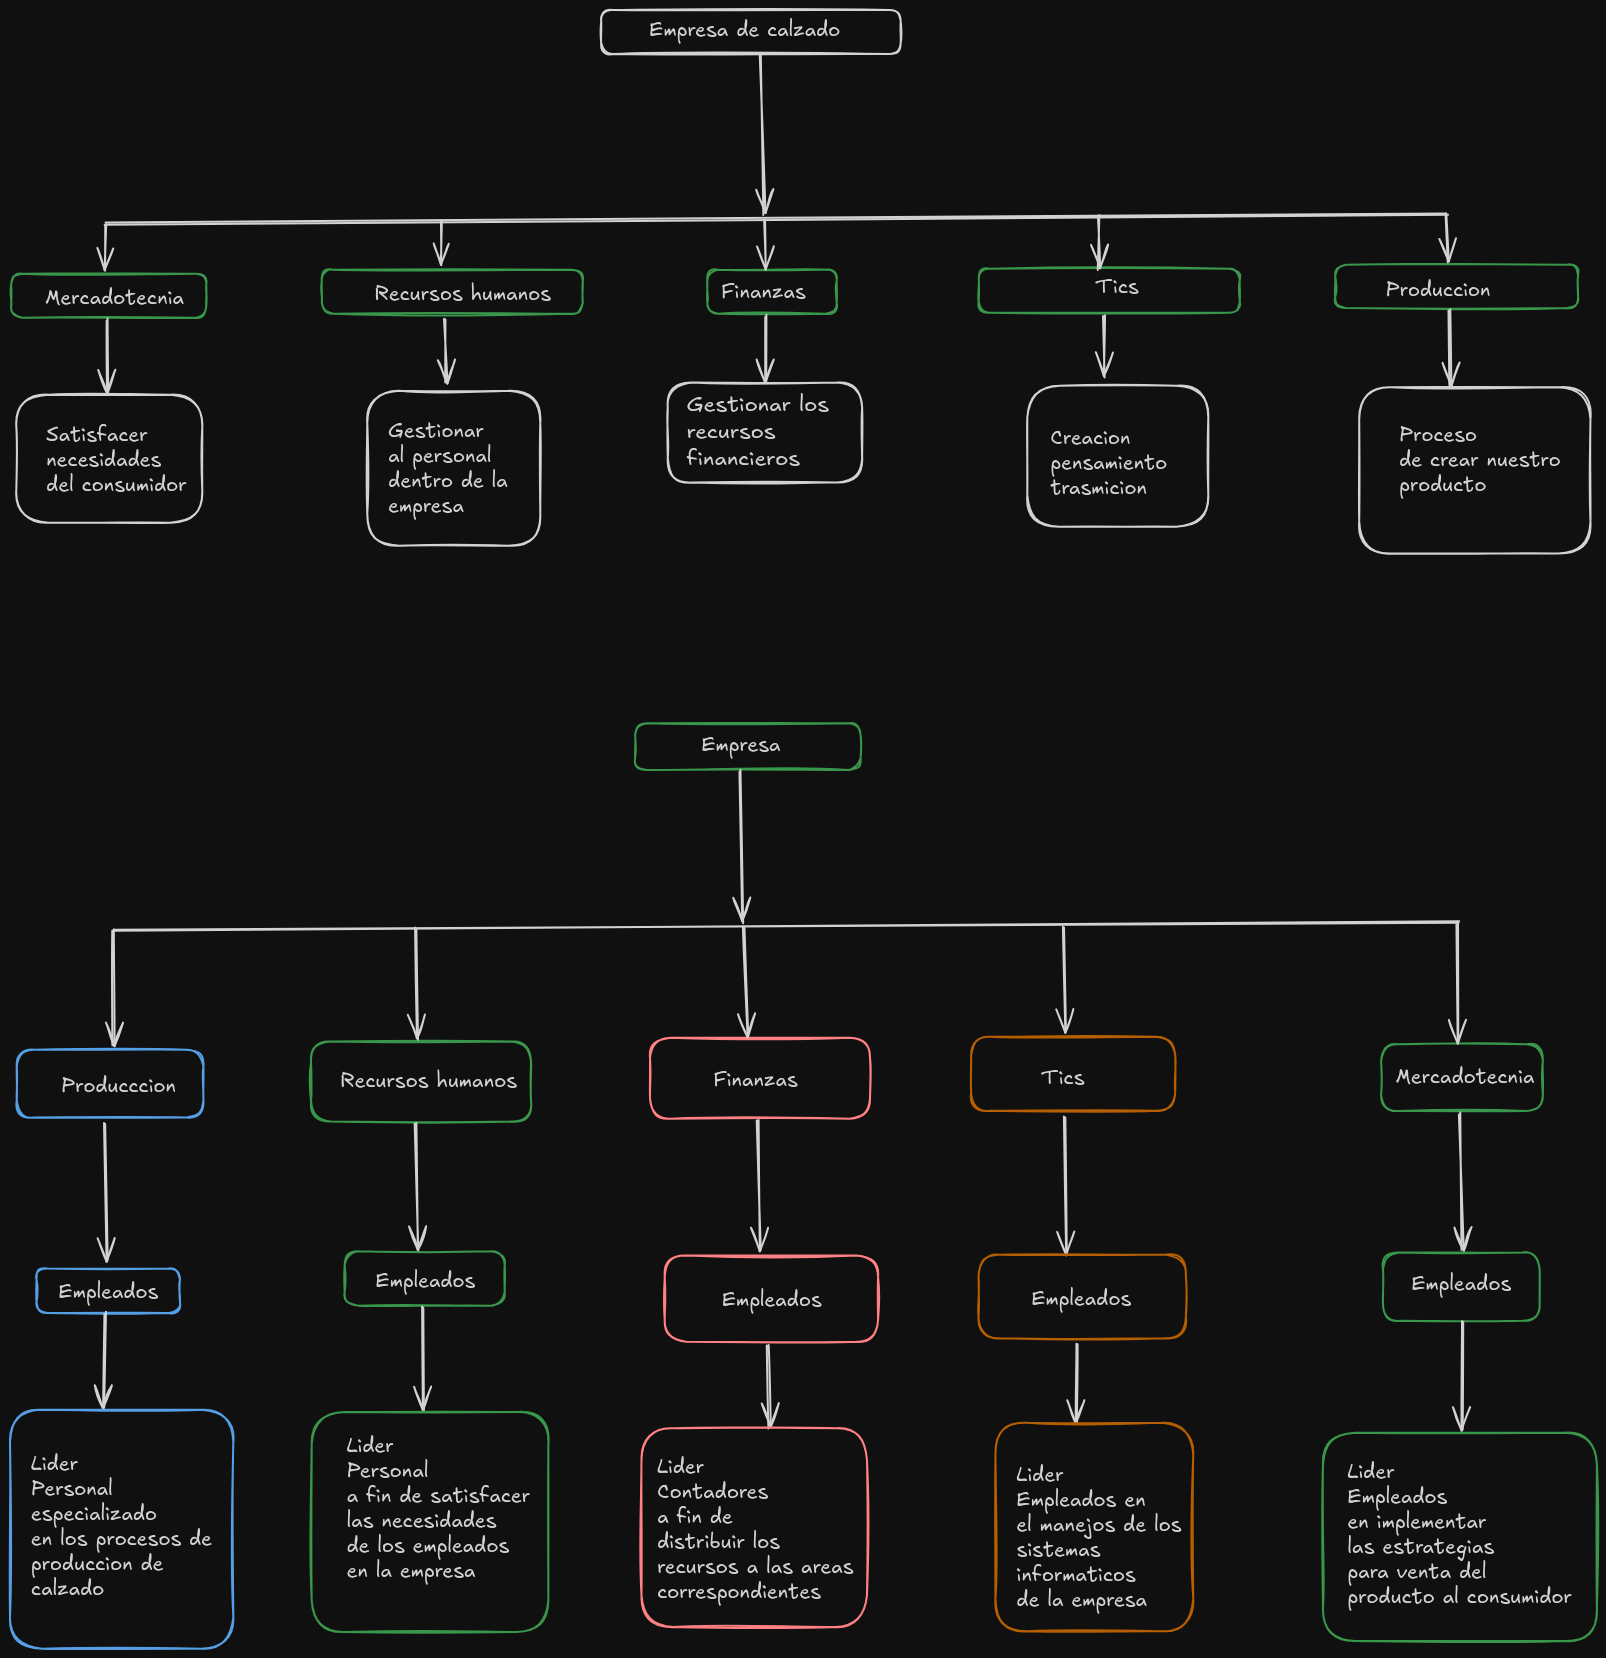 Empresa de calzado
Mercadotecnia
Recursos humanos
Finanzas
Tics
Produccion
Satisfacer
necesidades
del consumidor
Gestionar
al personal
dentro de la
empresa
Gestionar los
recursos
financieros
Creacion
pensamiento
trasmicion
Proceso
de crear nuestro
producto
Empresa
Producccion
Recursos humanos
Finanzas
Tics
Mercadotecnia
Empleados
Empleados
Empleados
Empleados
Empleados
Lider
Personal
especializado
en los procesos de
produccion de
calzado
Lider
Personal
a fin de satisfacer
las necesidades
de los empleados
en la empresa
Lider
Contadores
a fin de
distribuir los
recursos a las areas
correspondientes
Lider
Empleados en
el manejos de los
sistemas
informaticos
de la empresa
Lider
Empleados
en implementar
las estrategias
para venta del
producto al consumidor